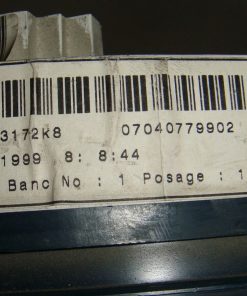 3172K8 07040779902
1999 8: 8:44
Banc No : 1 Posage : 1